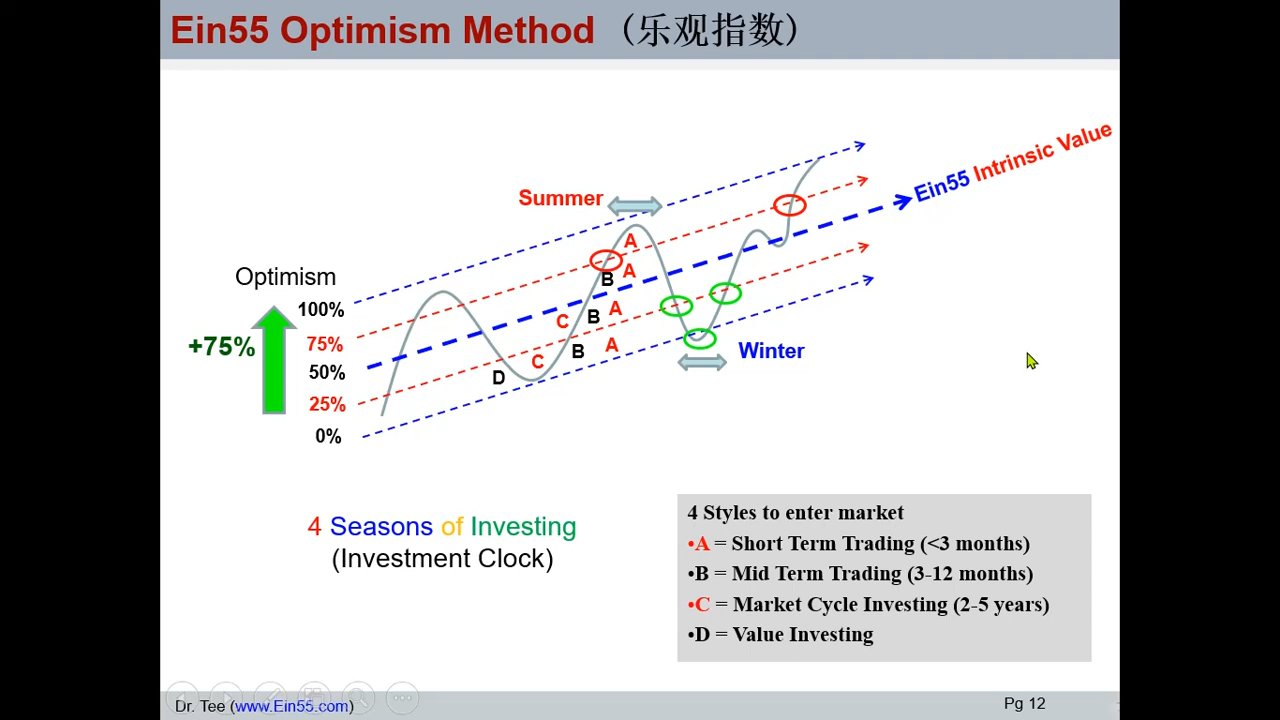 Ein55 Optimism Method（乐观指数）
Ein55 Intrinsic Value
Summer
A
A
B
Optimism
100%
75%
+75%
50%
25%
0%
C
B
A
D
C
B
A
Winter
4 Seasons of Investing
(Investment Clock)
4 Styles to enter market
•A = Short Term Trading (<3 months)
•B = Mid Term Trading (3-12 months)
•C = Market Cycle Investing (2-5 years)
•D = Value Investing
Dr. Tee (www.Ein55.com)
Pg 12